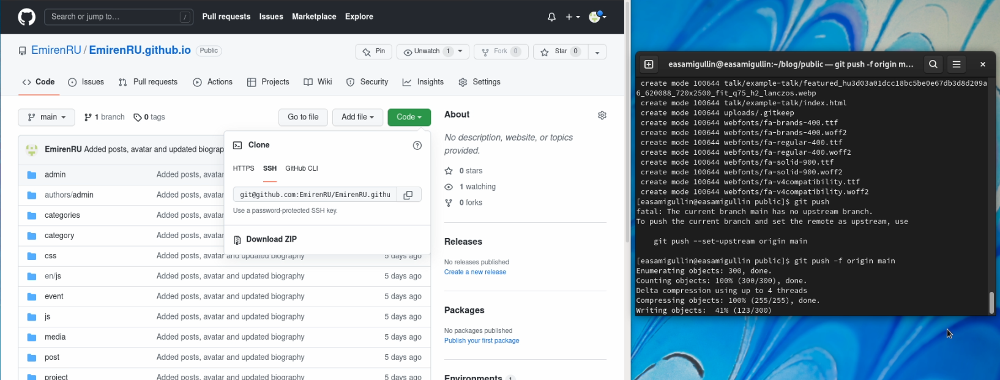 Search or jump to...
/
Pull requests
Issues
Marketplace
Explore
EmirenRU / EmirenRU.github.io
Public
Pin
Unwatch 1
Fork 0
Star 0
Code
Issues
Pull requests
Actions
Projects
Wiki
Security
Insights
Settings
main
1 branch
0 tags
Go to file
Add file
Code
EmirenRU Added posts, avatar and updated biograp
admin Added posts, avatar
authors/admin Added posts, avatar
categories Added posts, avatar
category Added posts, avatar
css Added posts, avatar and updated biography 5 days ago
en/js Added posts, avatar and updated biography 5 days ago
event Added posts, avatar and updated biography 5 days ago
js Added posts, avatar and updated biography 5 days ago
media Added posts, avatar and updated biography 5 days ago
post Added posts, avatar and updated biography 5 days ago
project Added posts, avatar and updated biography 5 days ago
Clone
HTTPS SSH GitHub CLI
git@github.com:EmirenRU/EmirenRU.githu
Use a password-protected SSH key.
Download ZIP
About
No description, website, or topics
provided.
0 stars
1 watching
0 forks
Releases
No releases published
Create a new release
Packages
No packages published
Publish your first package
Environments 1
easamigullin@easamigullin:~/blog/public — git push -f origin m...
create mode 100644 talk/example-talk/featured_hu3d03a01dcc18bc5be0e67db3d8d209a
6_620088_720x2500_fit_q75_h2_lanczos.webp
create mode 100644 talk/example-talk/index.html
create mode 100644 uploads/.gitkeep
create mode 100644 webfonts/fa-brands-400.ttf
create mode 100644 webfonts/fa-brands-400.woff2
create mode 100644 webfonts/fa-regular-400.ttf
create mode 100644 webfonts/fa-regular-400.woff2
create mode 100644 webfonts/fa-solid-900.ttf
create mode 100644 webfonts/fa-solid-900.woff2
create mode 100644 webfonts/fa-v4compatibility.ttf
create mode 100644 webfonts/fa-v4compatibility.woff2
[easamigullin@easamigullin public]$ git push
fatal: The current branch main has no upstream branch.
To push the current branch and set the remote as upstream, use
git push --set-upstream origin main
[easamigullin@easamigullin public]$ git push -f origin main
Enumerating objects: 300, done.
Counting objects: 100% (300/300), done.
Delta compression using up to 4 threads
Compressing objects: 100% (255/255), done.
Writing objects: 41% (123/300)